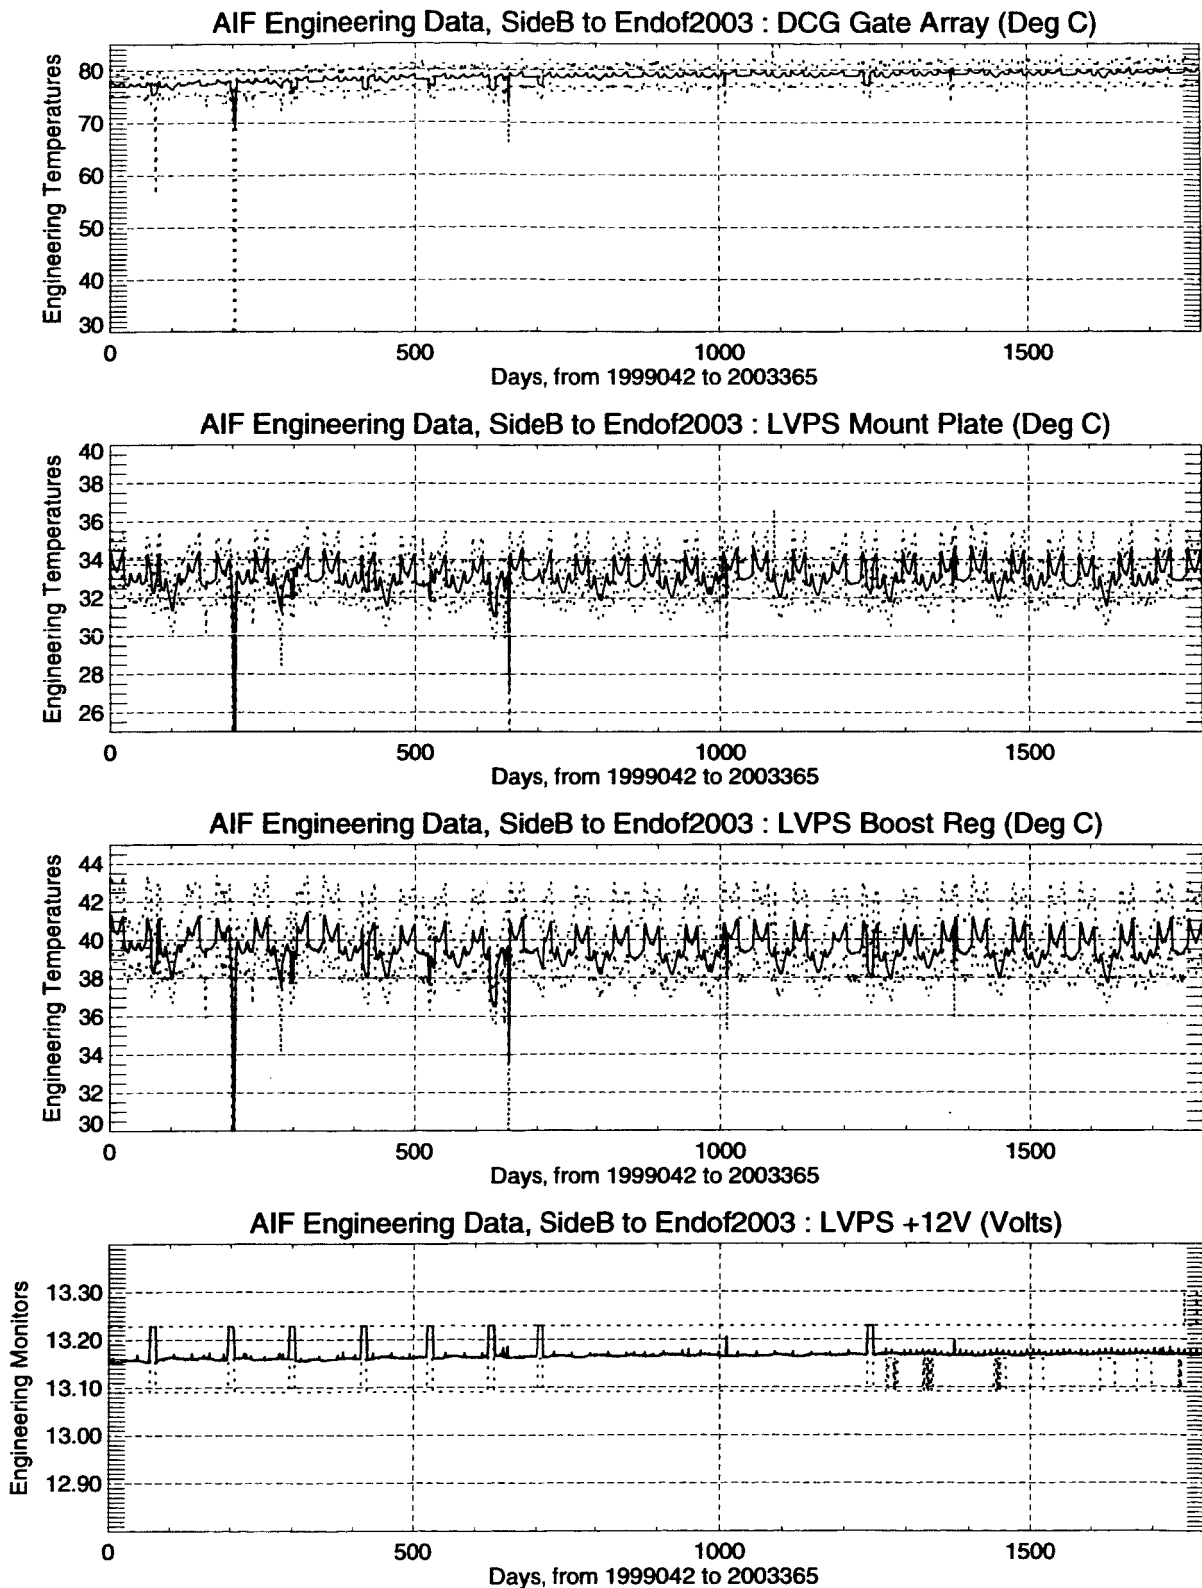 AIF Engineering Data, SideB to Endof2003 : DCG Gate Array (Deg C)
Engineering Temperatures
80
70
60
50
40
30
0 500 1000 1500
Days, from 1999042 to 2003365
AIF Engineering Data, SideB to Endof2003 : LVPS Mount Plate (Deg C)
Engineering Temperatures
40
38
36
34
32
30
28
26
0 500 1000 1500
Days, from 1999042 to 2003365
AIF Engineering Data, SideB to Endof2003 : LVPS Boost Reg (Deg C)
Engineering Temperatures
44
42
40
38
36
34
32
30
0 500 1000 1500
Days, from 1999042 to 2003365
AIF Engineering Data, SideB to Endof2003 : LVPS +12V (Volts)
Engineering Monitors
13.30
13.20
13.10
13.00
12.90
0 500 1000 1500
Days, from 1999042 to 2003365